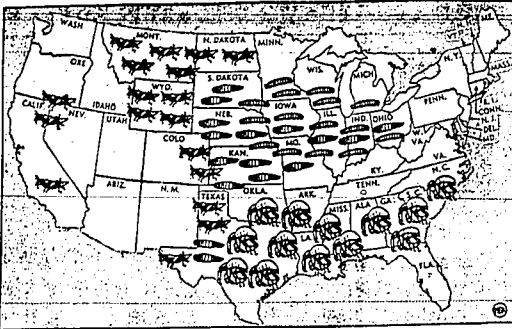 WASH
MONT.
N. DAKOTA
MINN.
ME.
VT.
ORE
S. DAKOTA
WIS.
MICH
N.Y.
MASS.
IDAHO
WYO.
IOWA
PENN.
R.I.
CONN.
N.J.
DEL.
MD.
CALIF.
NEV.
UTAH
NEB.
ILL.
IND.
OHIO
W. VA.
VA.
COLO
KAN.
MO.
KY.
N.C.
ARIZ.
N.M.
OKLA.
ARK.
TENN.
S.C.
TEXAS
MISS.
ALA
GA.
LA
FLA.